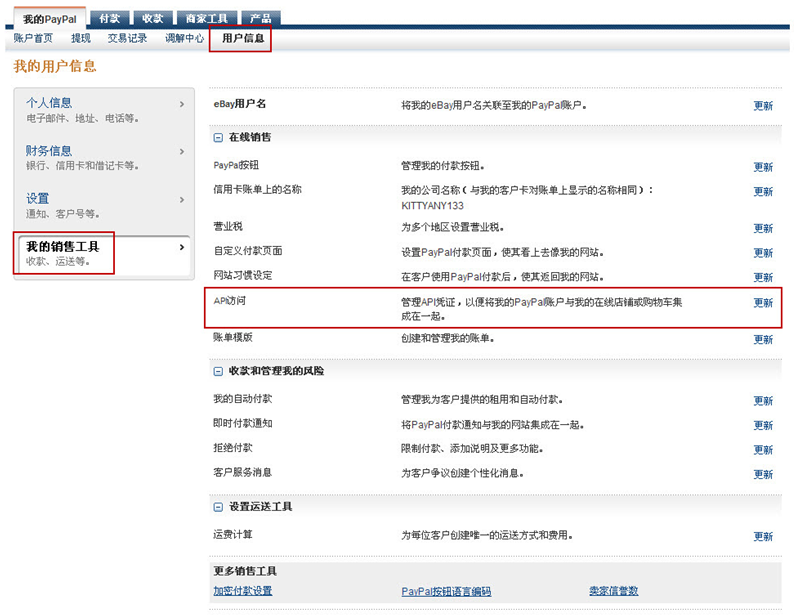 我的PayPal 付款 收款 商家工具 产品
账户首页 提现 交易记录 调解中心 用户信息
我的用户信息
个人信息
电子邮件、地址、电话等。
财务信息
银行、信用卡和借记卡等。
设置
通知、客户号等。
我的销售工具
收款、运送等。
eBay用户名 将我的eBay用户名关联至我的PayPal账户。 更新
在线销售
PayPal按钮 管理我的付款按钮。 更新
信用卡账单上的名称 我的公司名称（与我的客户卡对账单上显示的名称相同）： 更新
KITTYANY133
营业税 为多个地区设置营业税。 更新
自定义付款页面 设置PayPal付款页面，使其看上去像我的网站。 更新
网站习惯设定 在客户使用PayPal付款后，使其返回我的网站。 更新
API访问 管理API凭证，以便将我的PayPal账户与我的在线店铺或购物车集 更新
成在一起。
账单模版 创建和管理我的账单。 更新
收款和管理我的风险
我的自动付款 管理我为客户提供的租用和自动付款。 更新
即时付款通知 将PayPal付款通知与我的网站集成在一起。 更新
拒绝付款 限制付款、添加说明及更多功能。 更新
客户服务消息 为客户争议创建个性化消息。 更新
设置运送工具
运费计算 为每位客户创建唯一的运送方式和费用。 更新
更多销售工具
加密付款设置 PayPal按钮语言编码 卖家信誉数